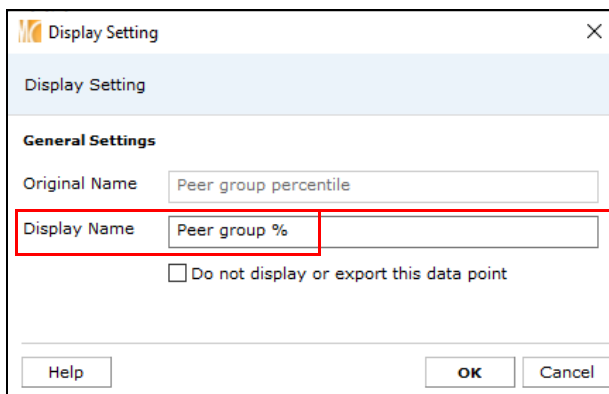 Display Setting
Display Setting
General Settings
Original Name Peer group percentile
Display Name Peer group %
Do not display or export this data point
Help OK Cancel